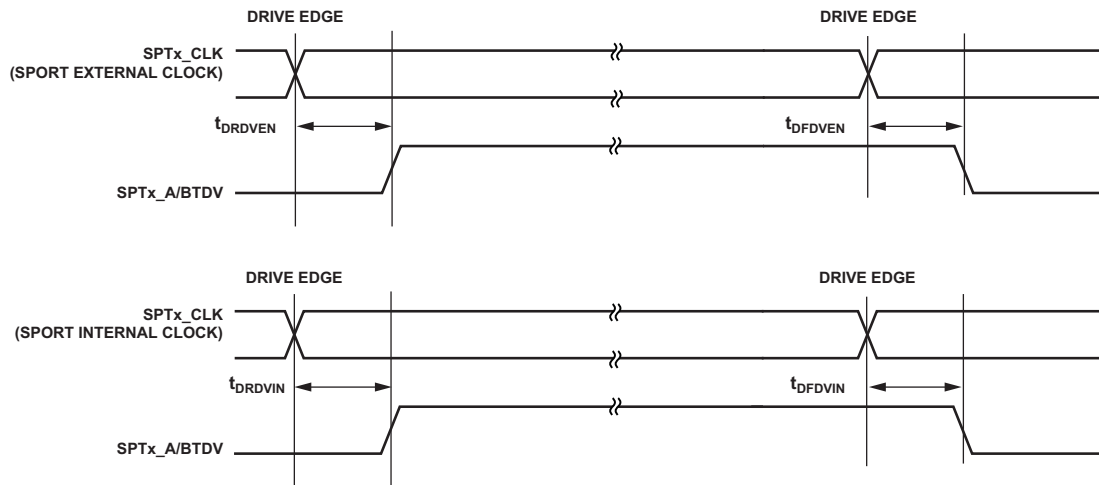 DRIVE EDGE DRIVE EDGE
SPTx_CLK
(SPORT EXTERNAL CLOCK)
tDRDVEN tDFDVEN
SPTx_A/BTDV
DRIVE EDGE DRIVE EDGE
SPTx_CLK
(SPORT INTERNAL CLOCK)
tDRDVIN tDFDVIN
SPTx_A/BTDV